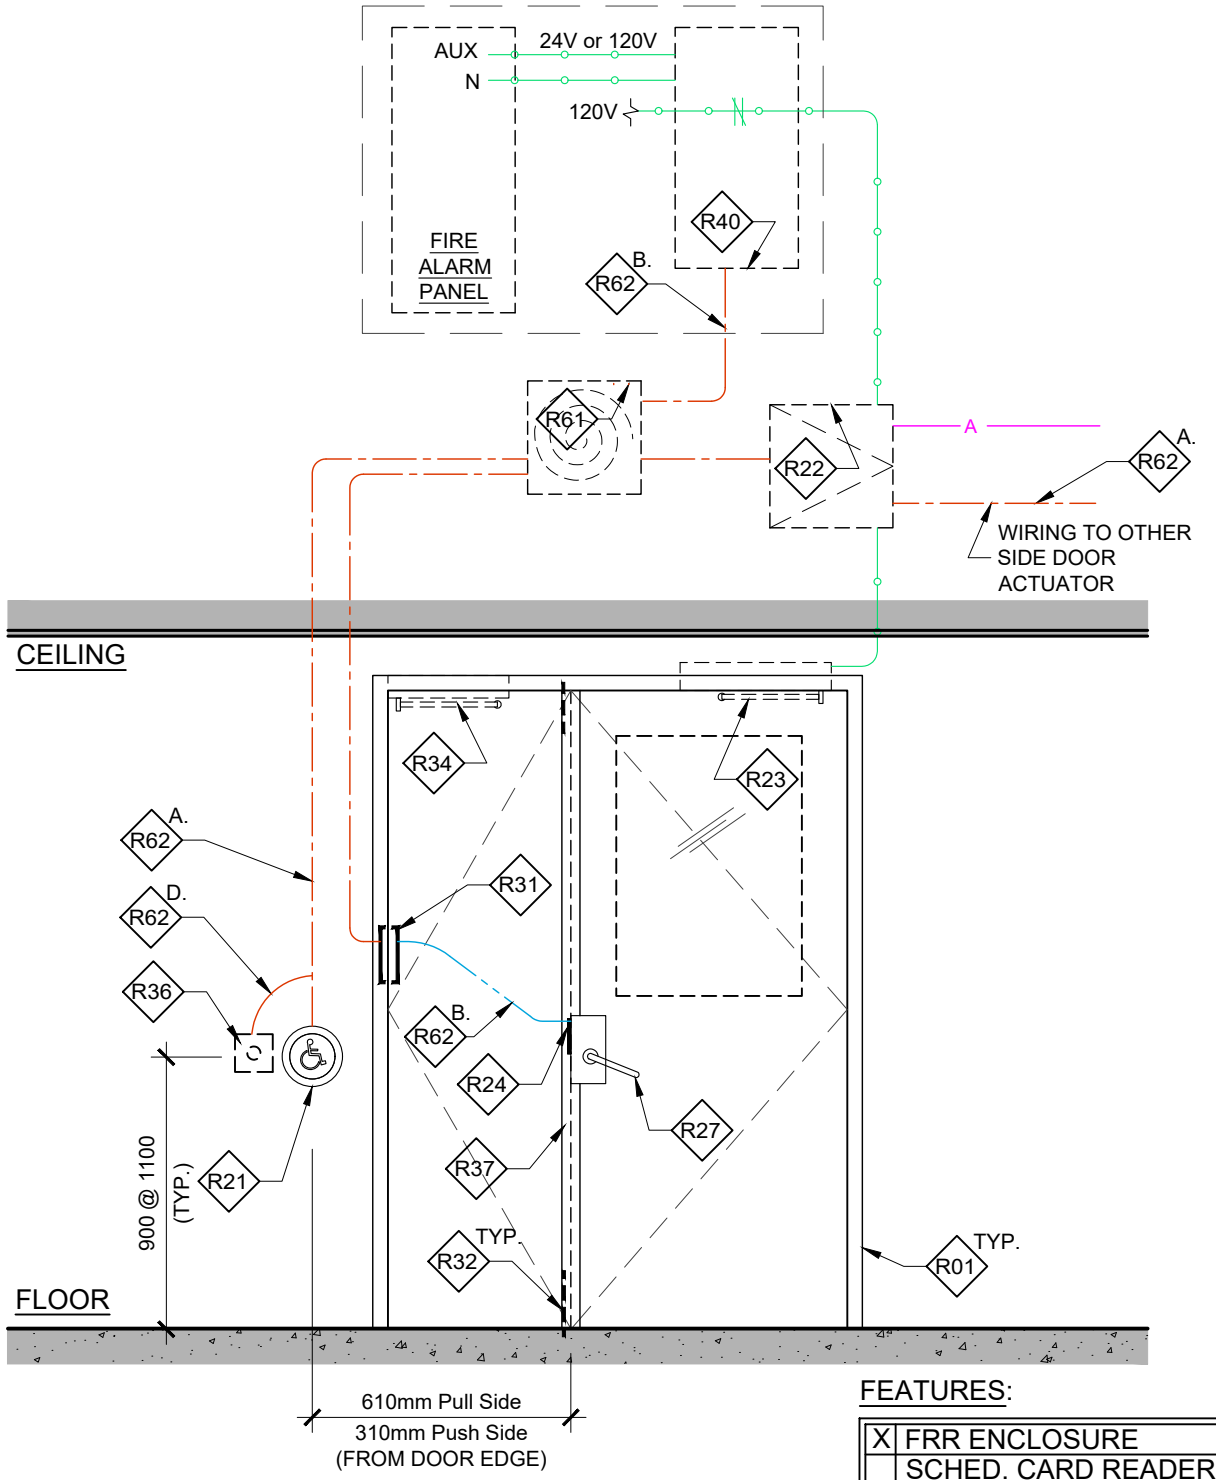 24V or 120V
AUX
N
120V
R40
FIRE
ALARM
PANEL
B.
R62
R61
R22
A
A.
R62
WIRING TO OTHER
SIDE DOOR
ACTUATOR
CEILING
R34
R23
A.
R62
R31
D.
R62
R36
B.
R62
R24
R27
R37
R21
900 @ 1100
(TYP.)
TYP.
R32
TYP.
R01
FLOOR
610mm Pull Side
310mm Push Side
(FROM DOOR EDGE)
FEATURES:
X FRR ENCLOSURE
SCHED. CARD READER